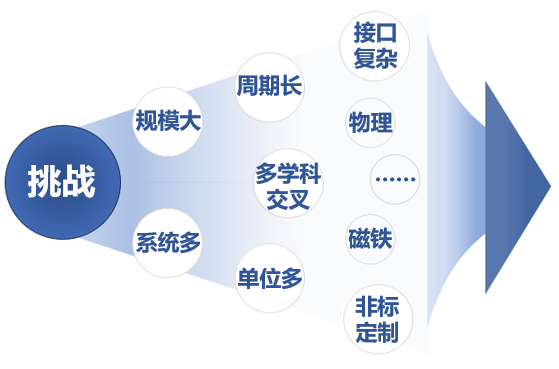 挑战
规模大
系统多
周期长
多学科
交叉
单位多
接口
复杂
物理
……
磁铁
非标
定制